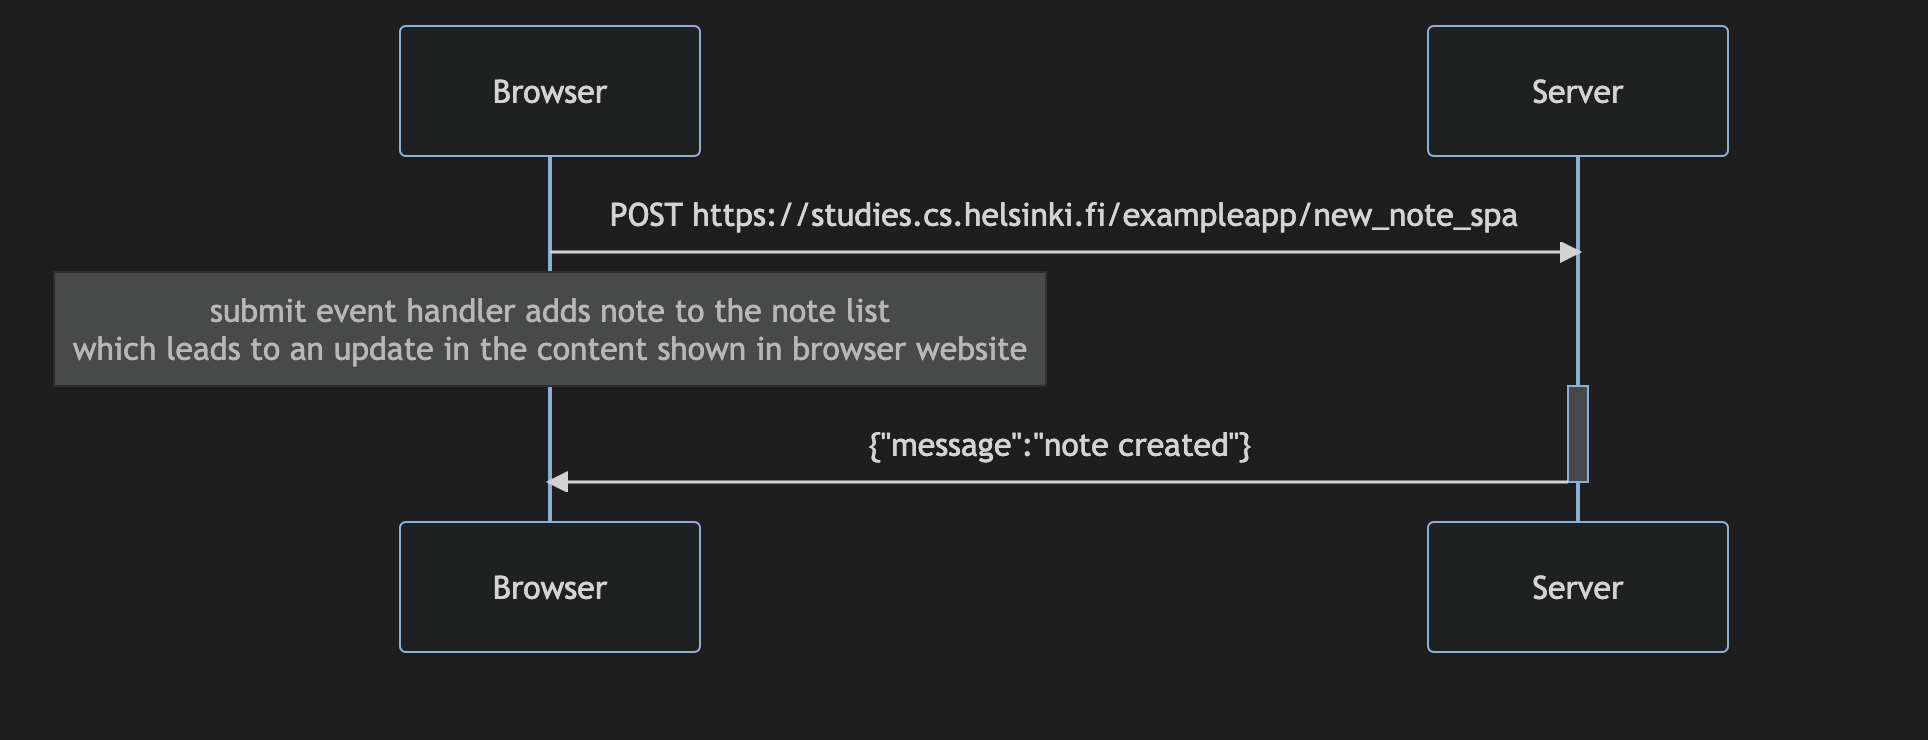 Browser
Server
POST https://studies.cs.helsinki.fi/exampleapp/new_note_spa
submit event handler adds note to the note list
which leads to an update in the content shown in browser website
{"message":"note created"}
Browser
Server